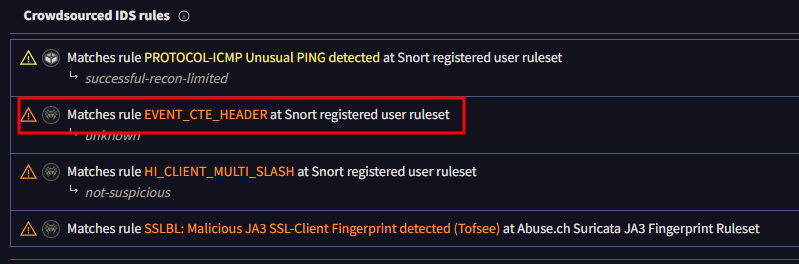 Crowdsourced IDS rules
Matches rule PROTOCOL-ICMP Unusual PING detected at Snort registered user ruleset
successful-recon-limited
Matches rule EVENT_CTE_HEADER at Snort registered user ruleset
unknown
Matches rule HI_CLIENT_MULTI_SLASH at Snort registered user ruleset
not-suspicious
Matches rule SSLBL: Malicious JA3 SSL-Client Fingerprint detected (Tofsee) at Abuse.ch Suricata JA3 Fingerprint Ruleset